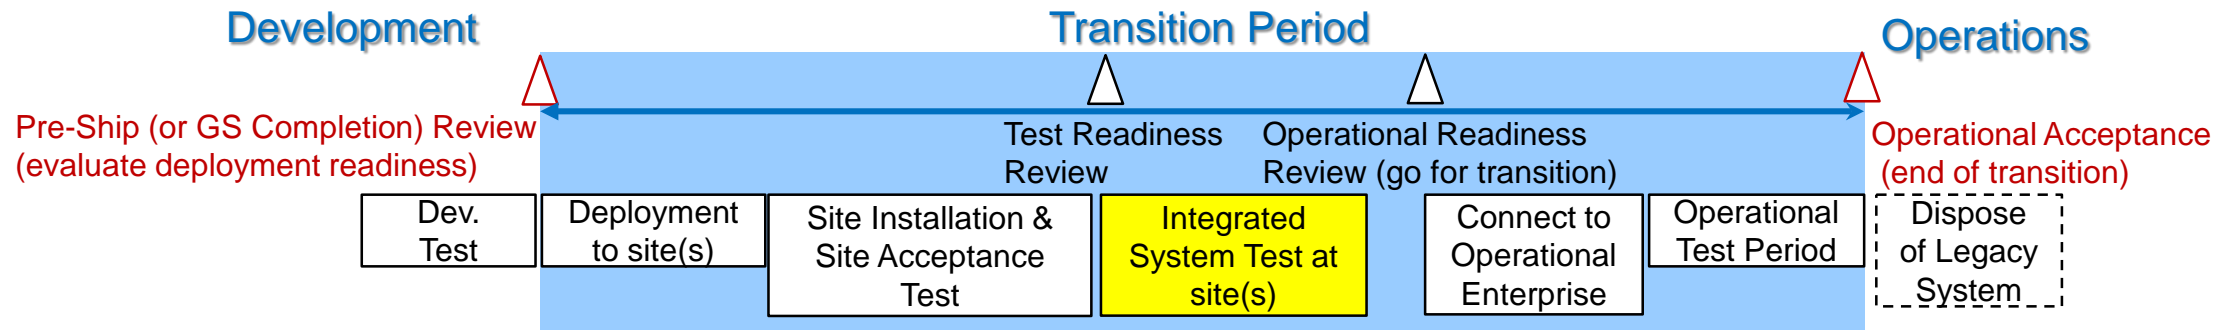 Development
Transition Period
Operations
Pre-Ship (or GS Completion) Review
(evaluate deployment readiness)
Test Readiness
Review
Operational Readiness
Review (go for transition)
Operational Acceptance
(end of transition)
Dev.
Test
Deployment
to site(s)
Site Installation &
Site Acceptance
Test
Integrated
System Test at
site(s)
Connect to
Operational
Enterprise
Operational
Test Period
Dispose
of Legacy
System